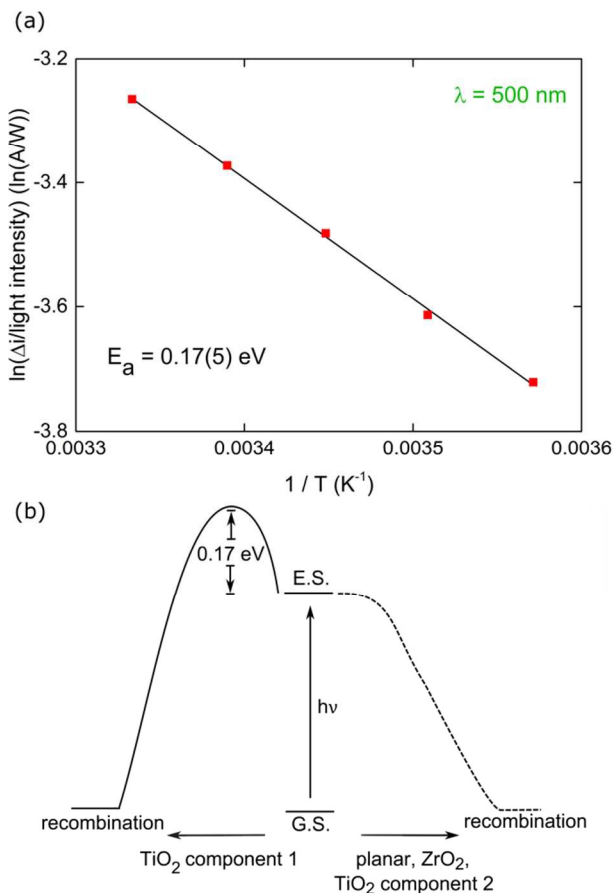 (a)
-3.2
-3.4
-3.6
-3.8
ln(Δi/light intensity) (ln(A/W))
λ = 500 nm
Eₐ = 0.17(5) eV
0.0033 0.0034 0.0035 0.0036
1 / T (K⁻¹)
(b)
0.17 eV
E.S.
hν
recombination
G.S.
recombination
TiO₂ component 1
planar, ZrO₂,
TiO₂ component 2